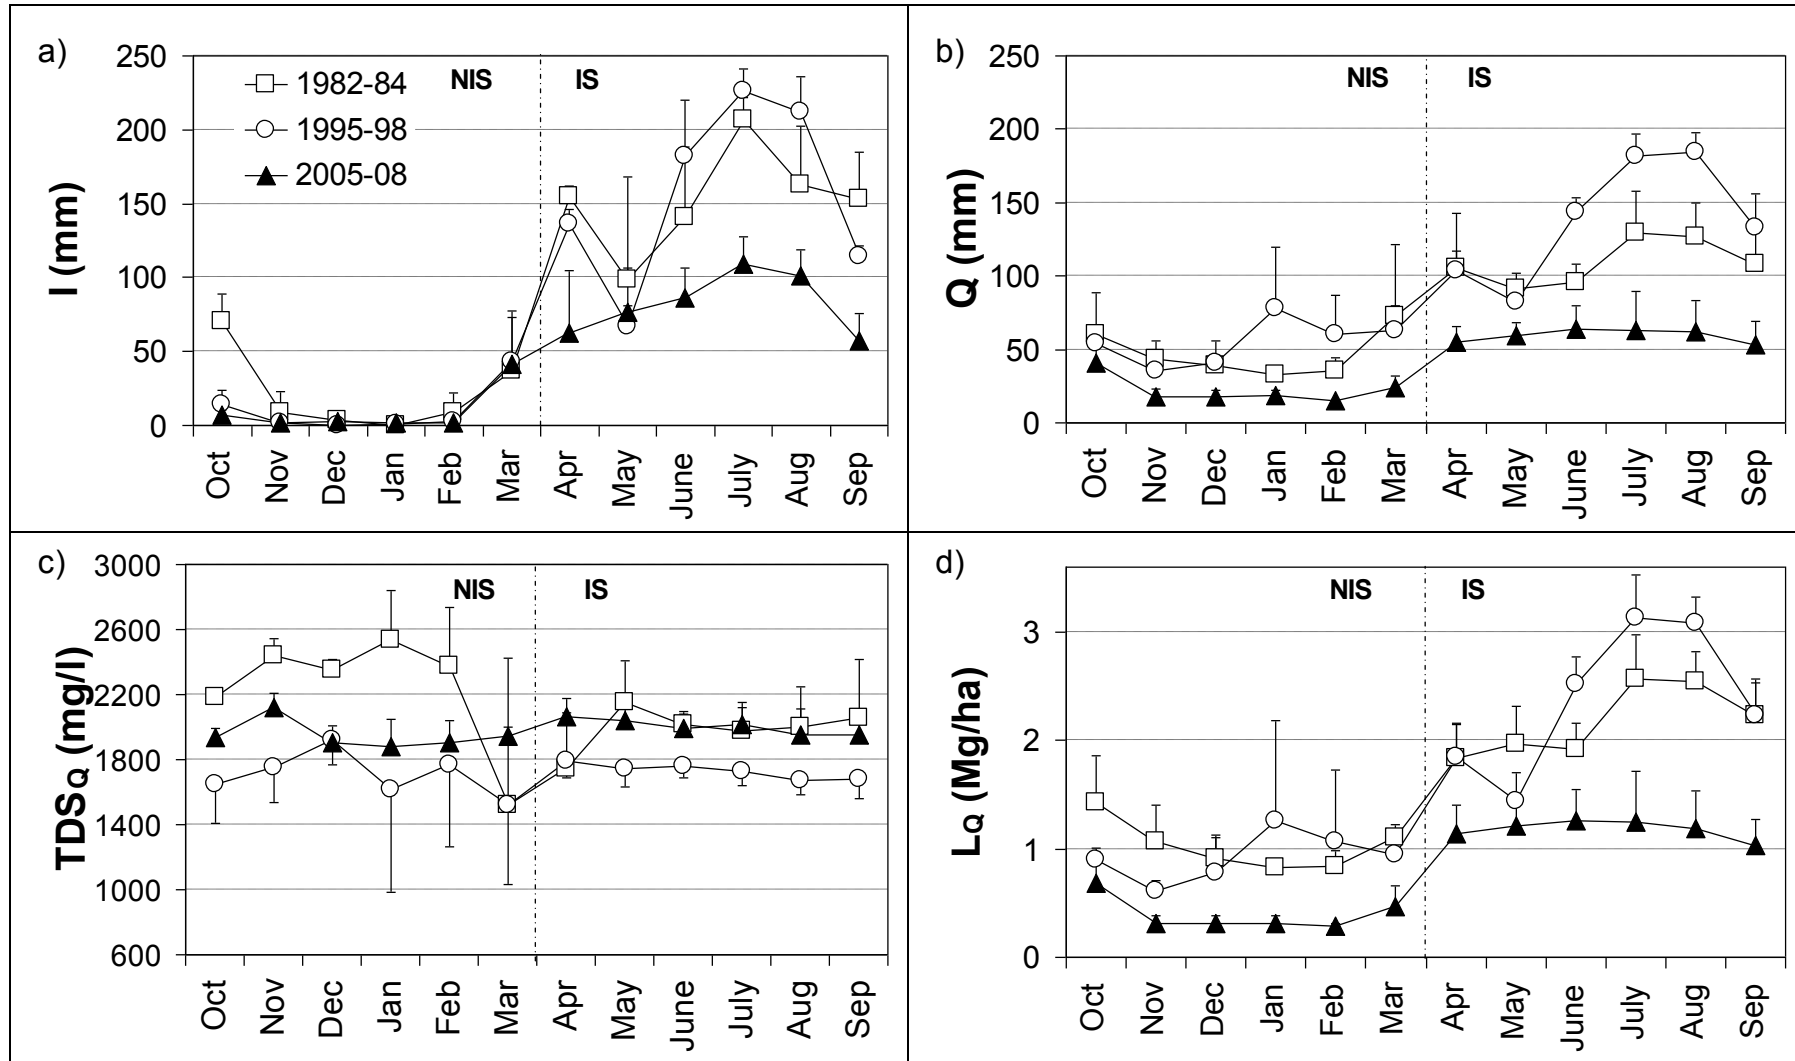 a)
I (mm)
250
200
150
100
50
0
1982-84
1995-98
2005-08
NIS IS
Oct Nov Dec Jan Feb Mar Apr May June July Aug Sep
b)
Q (mm)
250
200
150
100
50
0
NIS IS
Oct Nov Dec Jan Feb Mar Apr May June July Aug Sep
c)
TDSQ (mg/l)
3000
2600
2200
1800
1400
1000
600
NIS IS
Oct Nov Dec Jan Feb Mar Apr May June July Aug Sep
d)
LQ (Mg/ha)
3
2
1
0
NIS IS
Oct Nov Dec Jan Feb Mar Apr May June July Aug Sep